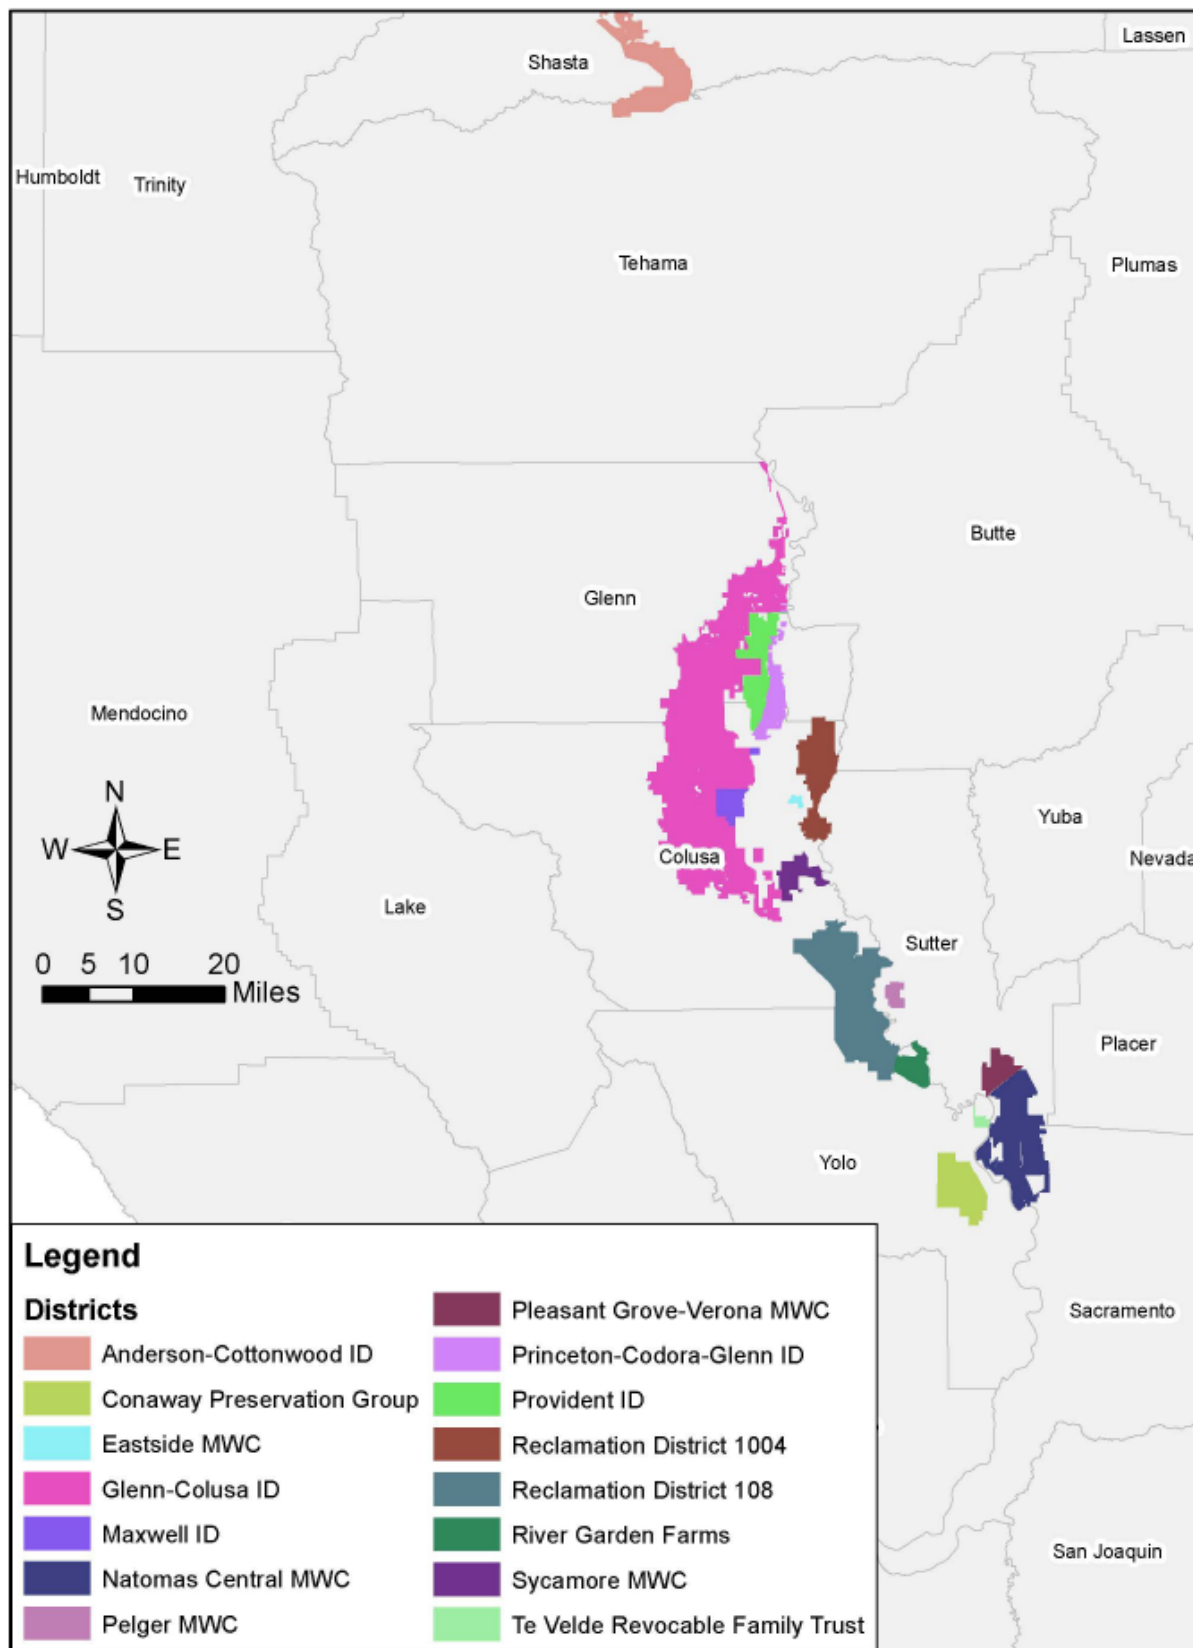 Lassen
Shasta
Humboldt
Trinity
Tehama
Plumas
Butte
Glenn
Mendocino
N
W E
S
Yuba
Nevada
Colusa
Lake
Sutter
0 5 10 20
Miles
Placer
Yolo
Sacramento
San Joaquin
Legend
Districts
Anderson-Cottonwood ID
Conaway Preservation Group
Eastside MWC
Glenn-Colusa ID
Maxwell ID
Natomas Central MWC
Pelger MWC
Pleasant Grove-Verona MWC
Princeton-Codora-Glenn ID
Provident ID
Reclamation District 1004
Reclamation District 108
River Garden Farms
Sycamore MWC
Te Velde Revocable Family Trust